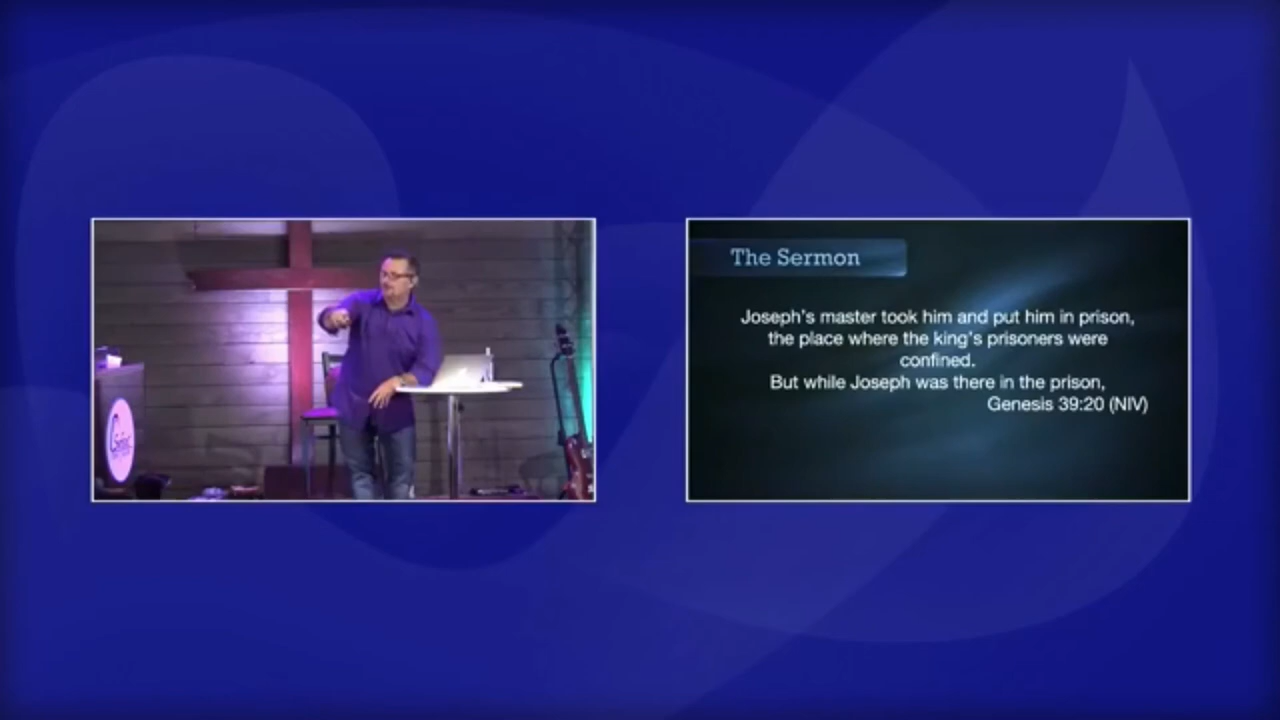 The Sermon
Joseph's master took him and put him in prison,
the place where the king's prisoners were
confined.
But while Joseph was there in the prison,
Genesis 39:20 (NIV)